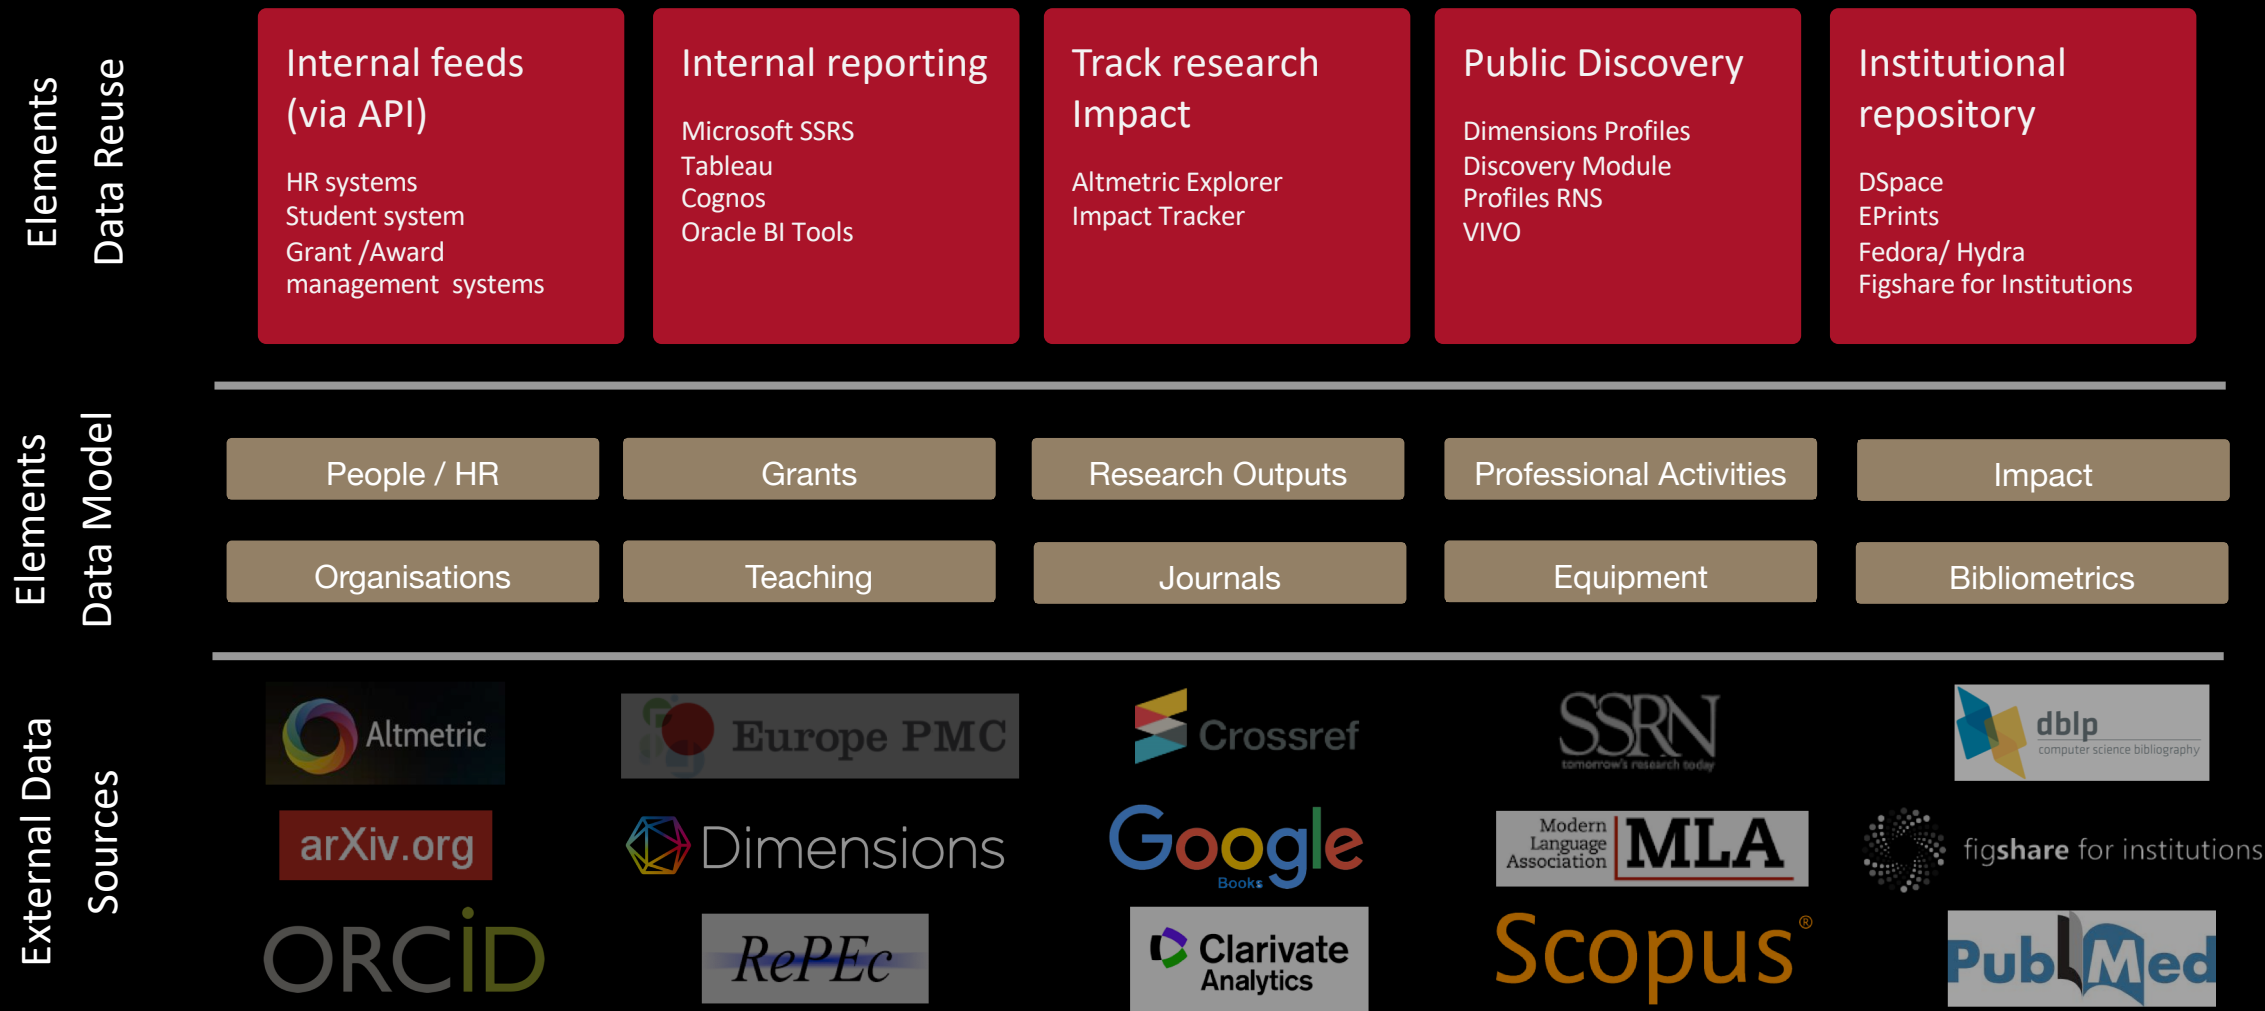 Elements
Data Reuse
Internal feeds
(via API)
HR systems
Student system
Grant /Award
management systems
Internal reporting
Microsoft SSRS
Tableau
Cognos
Oracle BI Tools
Track research
Impact
Altmetric Explorer
Impact Tracker
Public Discovery
Dimensions Profiles
Discovery Module
Profiles RNS
VIVO
Institutional
repository
DSpace
EPrints
Fedora/ Hydra
Figshare for Institutions
Elements
Data Model
People / HR
Grants
Research Outputs
Professional Activities
Impact
Organisations
Teaching
Journals
Equipment
Bibliometrics
External Data
Sources
Altmetric
Europe PMC
Crossref
SSRN
tomorrow's research today
dblp
computer science bibliography
arXiv.org
Dimensions
Google
Books
Modern
Language
Association
MLA
figshare for institutions
ORCiD
RePEc
Clarivate
Analytics
Scopus®
PubMed